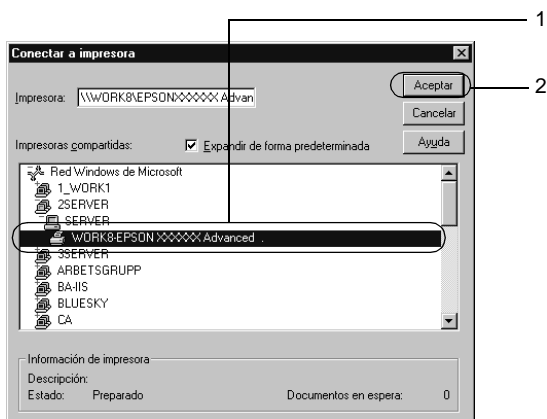 1
Conectar a impresora
Impresora: \\WORK8\EPSONXXXXXX Advan
Aceptar
2
Cancelar
Impresoras compartidas: Expandir de forma predeterminada
Ayuda
Red Windows de Microsoft
1_WORK1
2SERVER
SERVER
WORK8-EPSON XXXXXX Advanced .
3SERVER
ARBETSGRUPP
BA-IIS
BLUESKY
CA
Información de impresora
Descripción:
Estado: Preparado Documentos en espera: 0